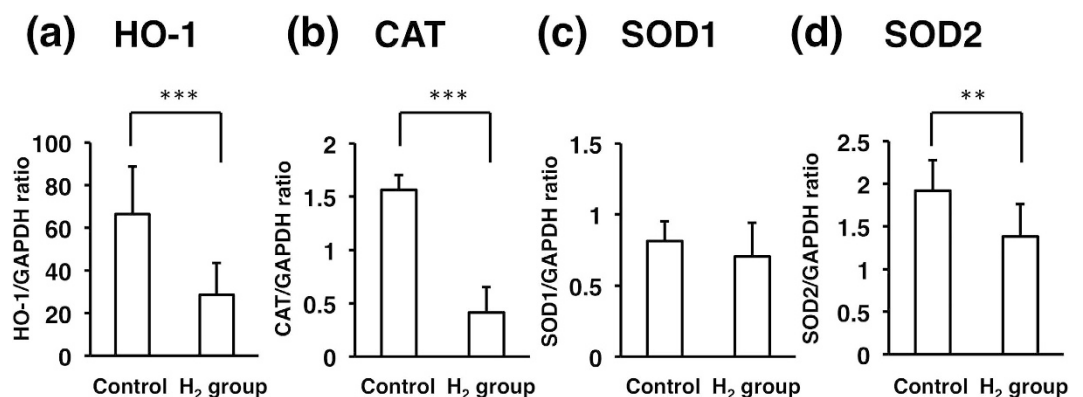 (a) HO-1
***
HO-1/GAPDH ratio
100
80
60
40
20
0
Control H₂ group
(b) CAT
***
CAT/GAPDH ratio
2
1.5
1
0.5
0
Control H₂ group
(c) SOD1
SOD1/GAPDH ratio
1.5
1
0.5
0
Control H₂ group
(d) SOD2
**
SOD2/GAPDH ratio
2.5
2
1.5
1
0.5
0
Control H₂ group